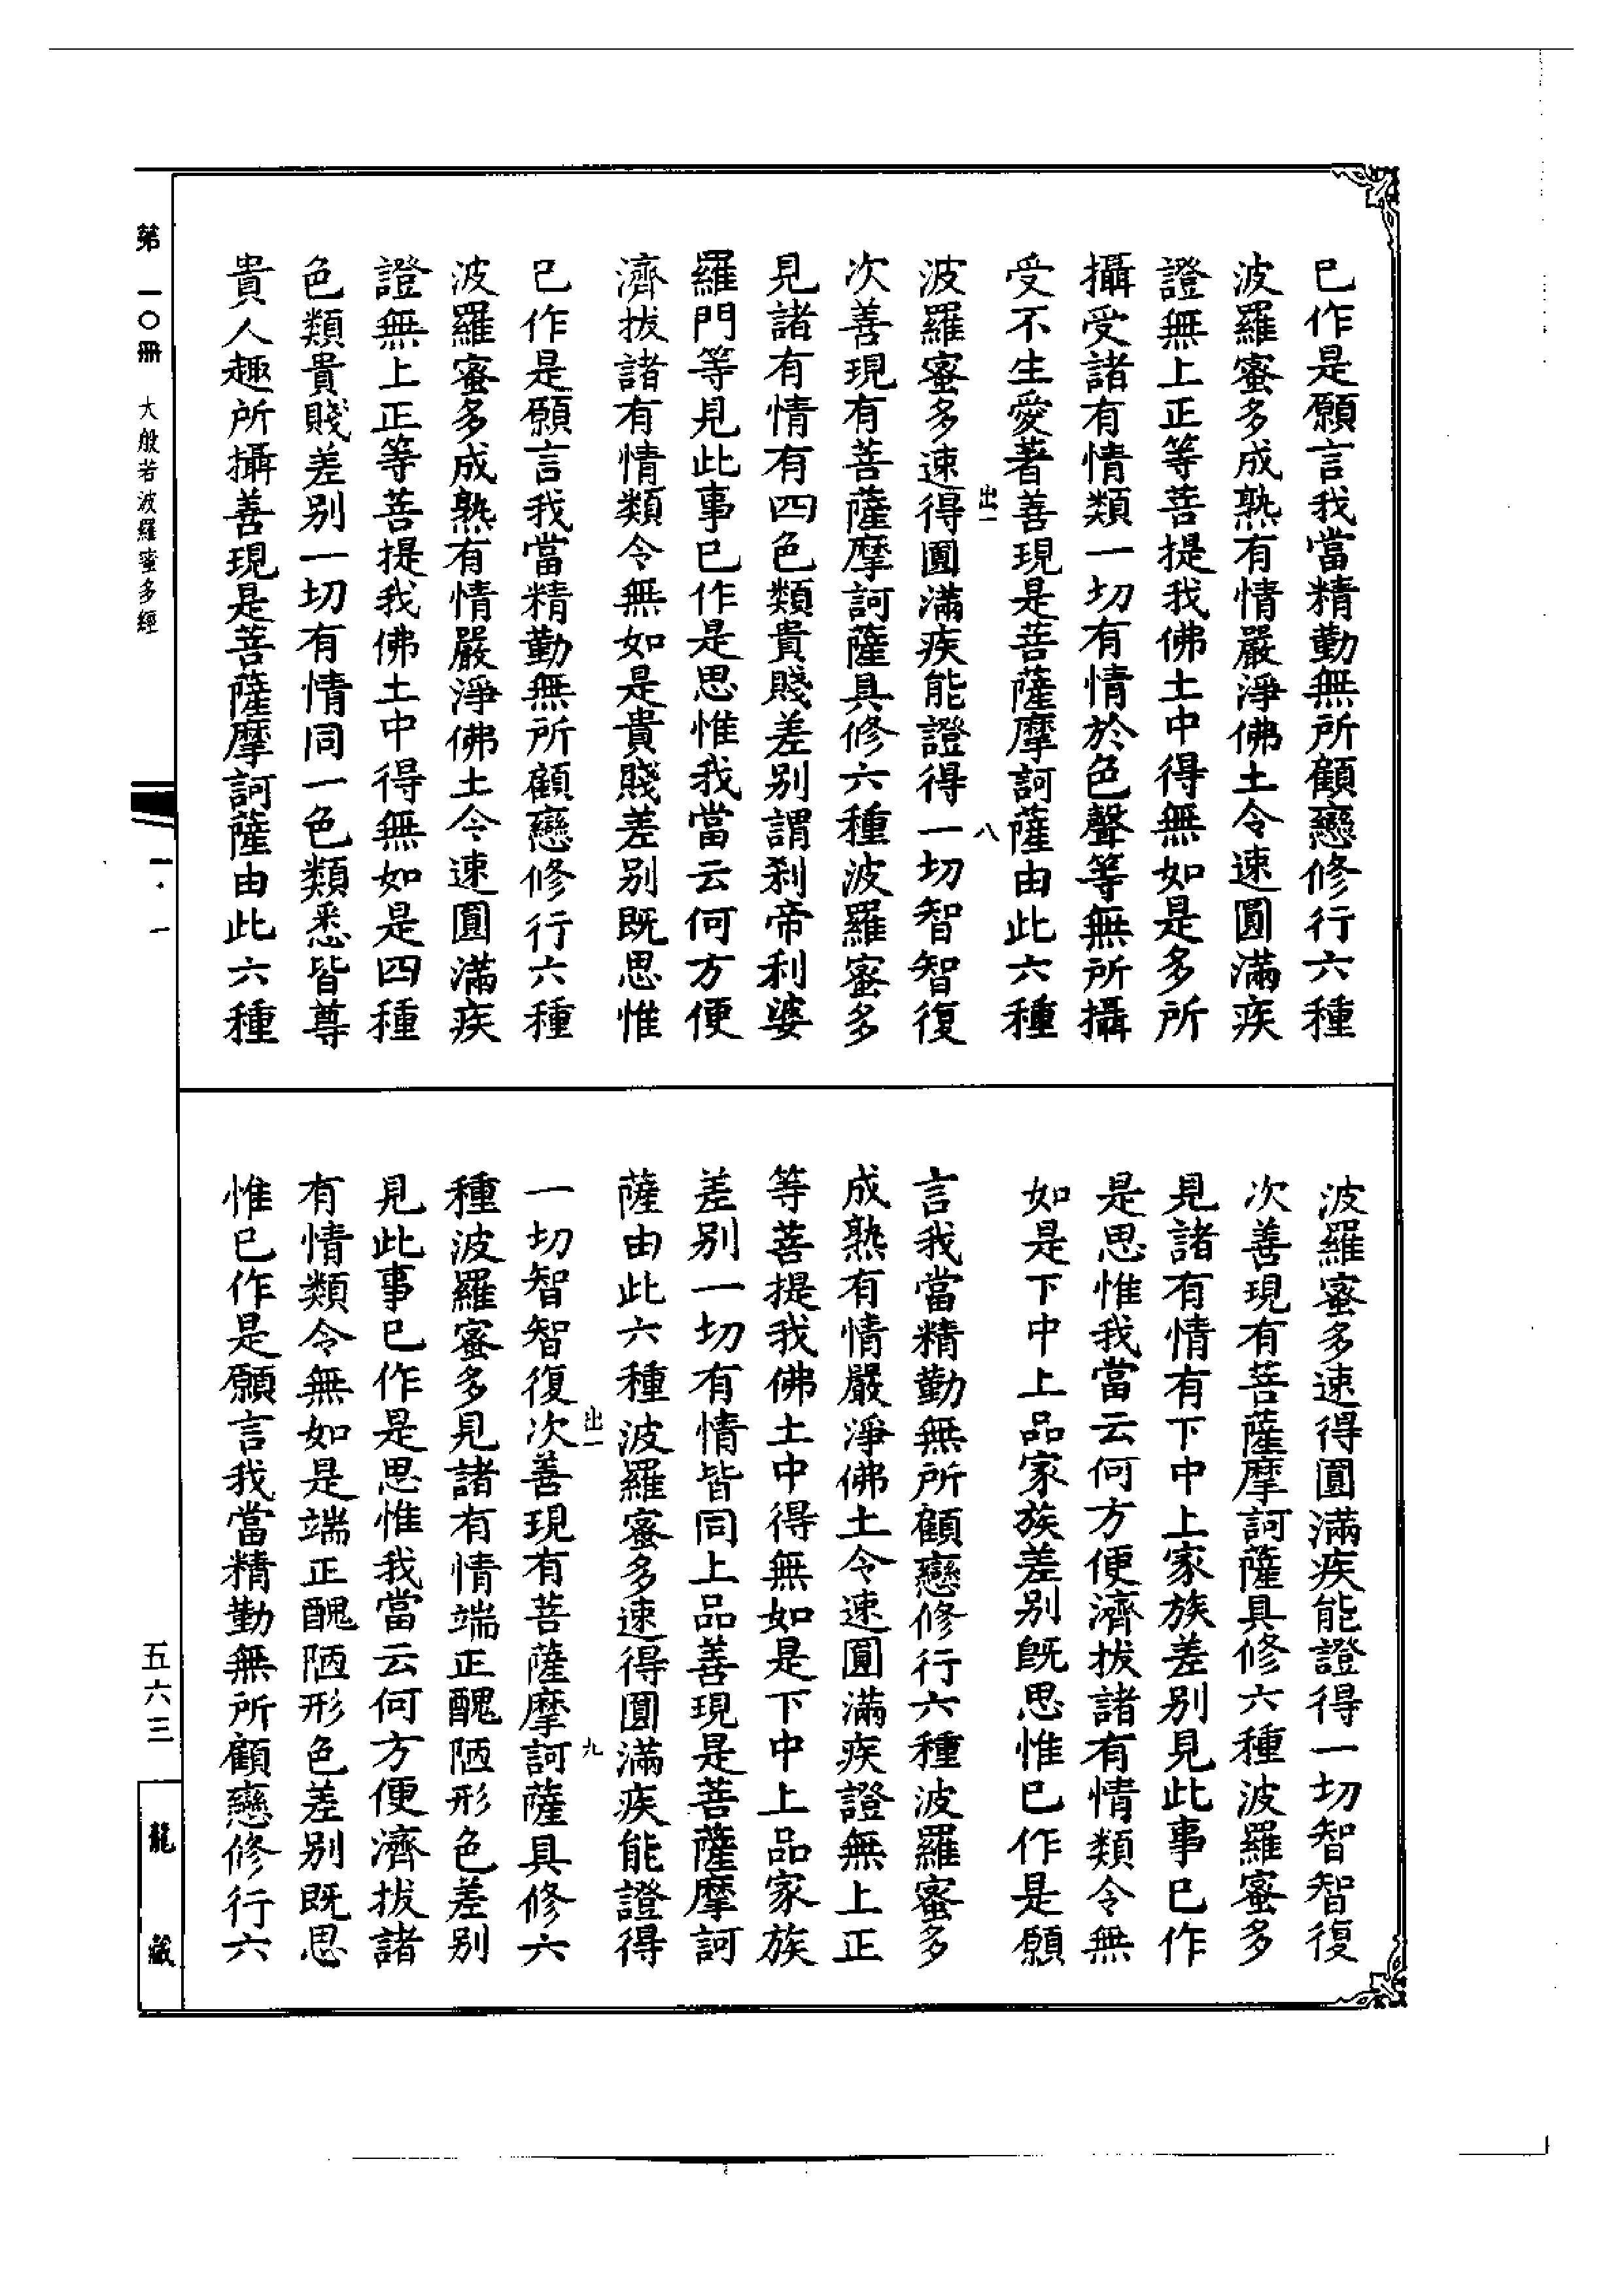 已作是願言我當精勤無所顧戀修行六種
波羅蜜多成熟有情嚴淨佛土令速圓滿疾
證無上正等菩提我佛土中得無如是多所
攝受諸有情類一切有情於色聲等無所攝
受不生愛著善現是菩薩摩訶薩由此六種
出一 八
波羅蜜多速得圓滿疾能證得一切智智復
次善現有菩薩摩訶薩具修六種波羅蜜多
見諸有情有四色類貴賤差別謂剎帝利婆
羅門等見此事已作是思惟我當云何方便
濟拔諸有情類令無如是貴賤差別既思惟
已作是願言我當精勤無所顧戀修行六種
波羅蜜多成熟有情嚴淨佛土令速圓滿疾
證無上正等菩提我佛土中得無如是四種
色類貴賤差別一切有情同一色類悉皆尊
貴人趣所攝善現是菩薩摩訶薩由此六種
波羅蜜多速得圓滿疾能證得一切智智復
次善現有菩薩摩訶薩具修六種波羅蜜多
見諸有情有下中上家族差別見此事已作
是思惟我當云何方便濟拔諸有情類令無
如是下中上品家族差別既思惟已作是願
言我當精勤無所顧戀修行六種波羅蜜多
成熟有情嚴淨佛土令速圓滿疾證無上正
等菩提我佛土中得無如是下中上品家族
差別一切有情皆同上品善現是菩薩摩訶
薩由此六種波羅蜜多速得圓滿疾能證得
出一 九
一切智智復次善現有菩薩摩訶薩具修六
種波羅蜜多見諸有情端正醜陋形色差別
見此事已作是思惟我當云何方便濟拔諸
有情類令無如是端正醜陋形色差別既思
惟已作是願言我當精勤無所顧戀修行六
第一〇冊 大般若波羅蜜多經 一·一 五六三 龍藏